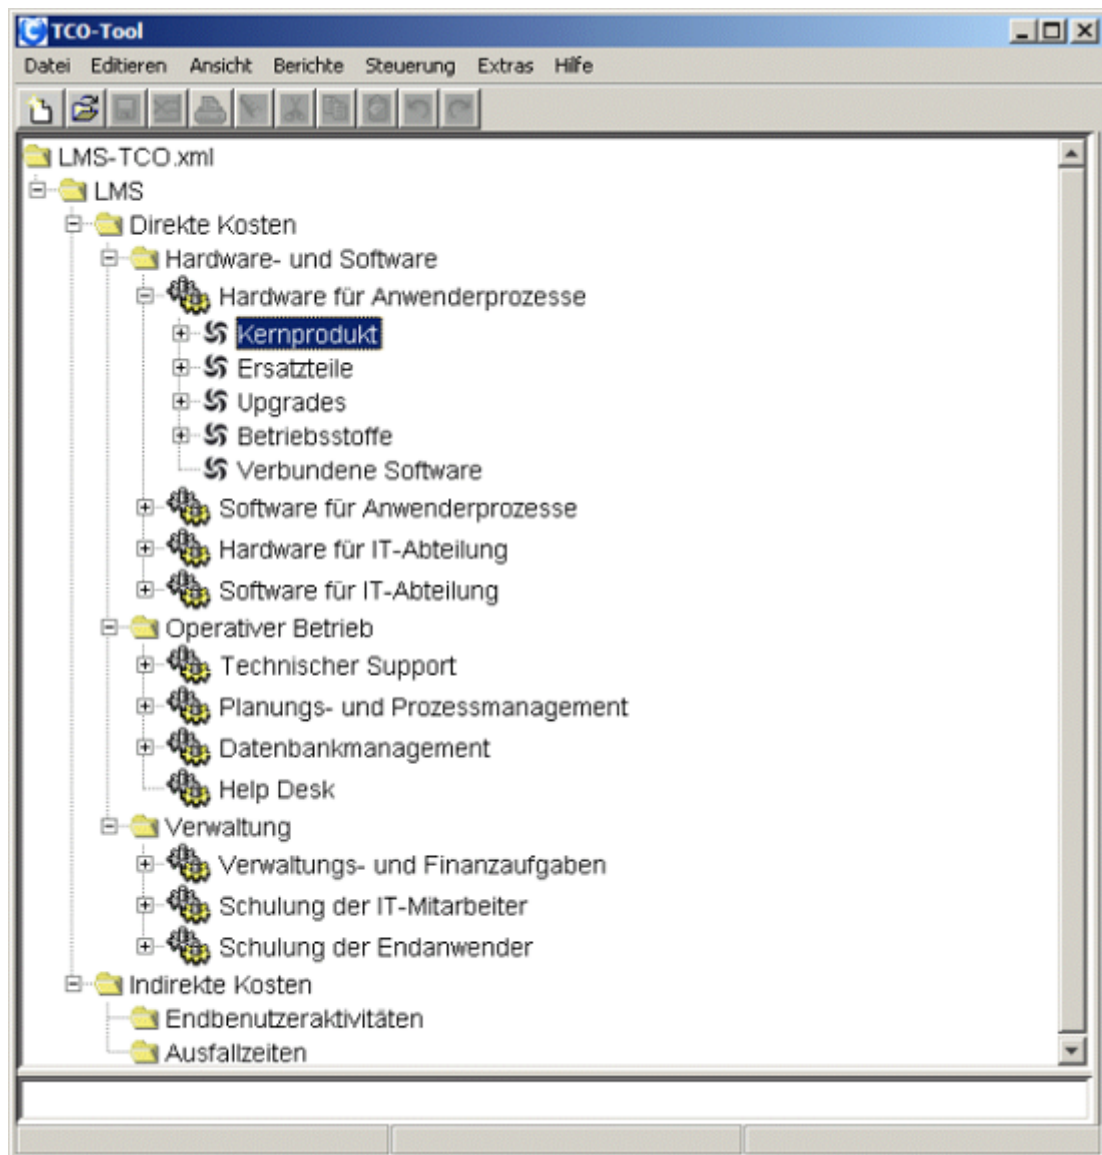 TCO-Tool
Datei Editieren Ansicht Berichte Steuerung Extras Hilfe
LMS-TCO.xml
LMS
Direkte Kosten
Hardware- und Software
Hardware für Anwenderprozesse
Kernprodukt
Ersatzteile
Upgrades
Betriebsstoffe
Verbundene Software
Software für Anwenderprozesse
Hardware für IT-Abteilung
Software für IT-Abteilung
Operativer Betrieb
Technischer Support
Planungs- und Prozessmanagement
Datenbankmanagement
Help Desk
Verwaltung
Verwaltungs- und Finanzaufgaben
Schulung der IT-Mitarbeiter
Schulung der Endanwender
Indirekte Kosten
Endbenutzeraktivitäten
Ausfallzeiten